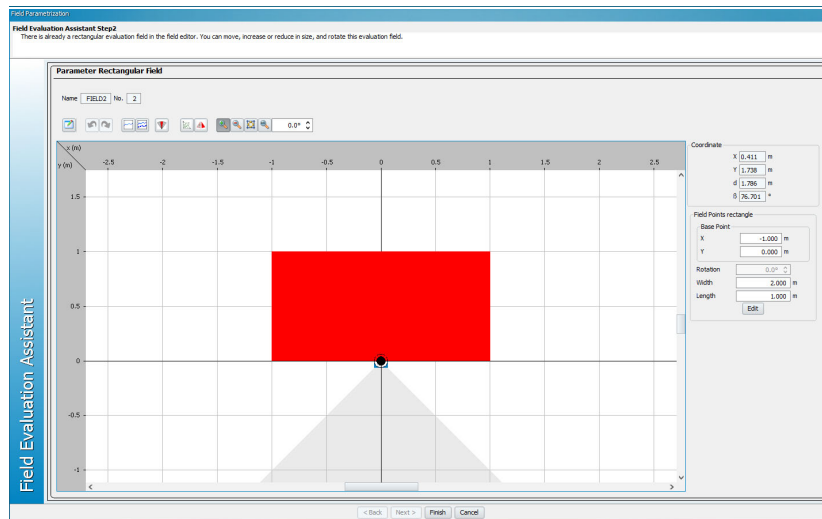 Field Parametrization
Field Evaluation Assistant Step2
There is already a rectangular evaluation field in the field editor. You can move, increase or reduce in size, and rotate this evaluation field.
Parameter Rectangular Field
Name FIELD2 No. 2
0.0°
x (m)
y (m)
-2.5 -2 -1.5 -1 -0.5 0 0.5 1 1.5 2 2.5
1.5
1
0.5
0
-0.5
-1
Coordinate
X 0.411 m
Y 1.738 m
d 1.786 m
ß 76.701 °
Field Points rectangle
Base Point
X -1.000 m
Y 0.000 m
Rotation 0.0°
Width 2.000 m
Length 1.000 m
Edit
Field Evaluation Assistant
< Back Next > Finish Cancel